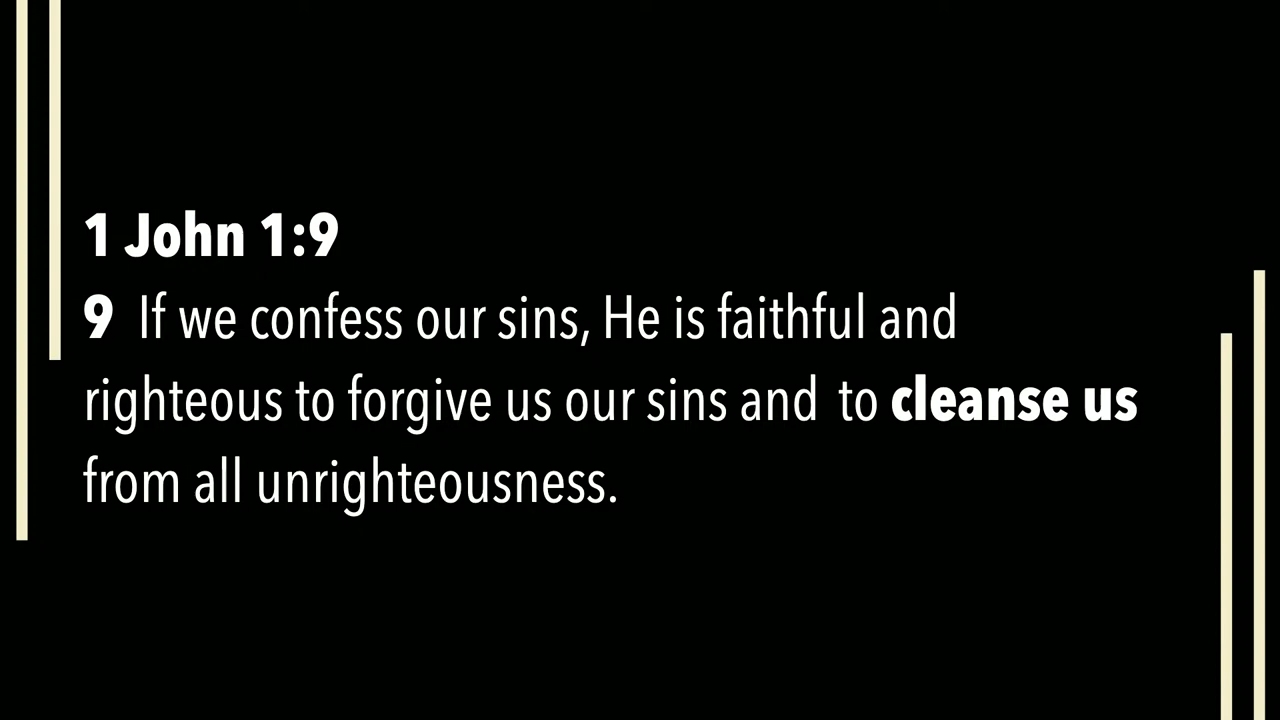 1 John 1:9
9 If we confess our sins, He is faithful and
righteous to forgive us our sins and to cleanse us
from all unrighteousness.